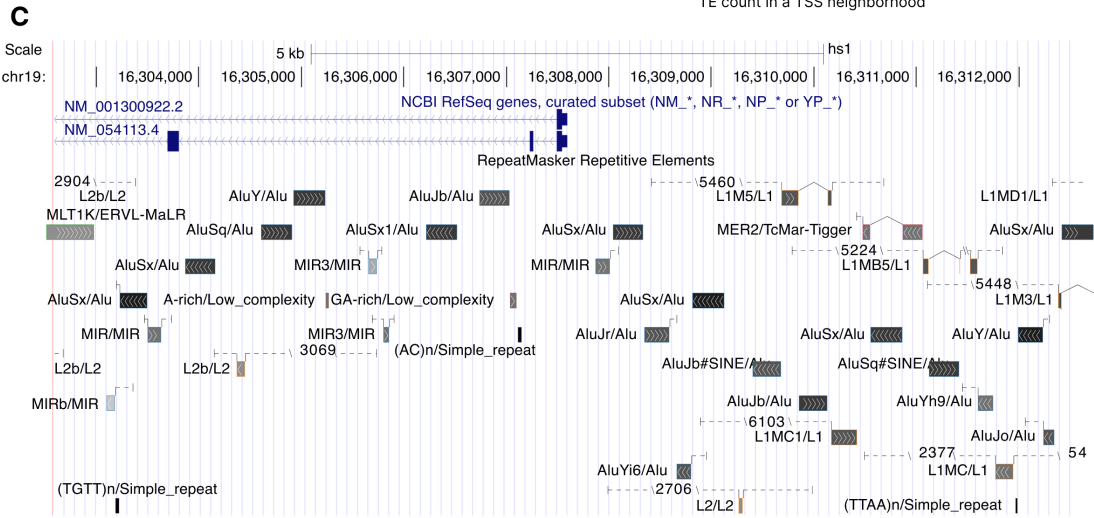 TE count in a TSS neighborhood
C
Scale 5 kb hs1
chr19: 16,304,000 16,305,000 16,306,000 16,307,000 16,308,000 16,309,000 16,310,000 16,311,000 16,312,000
NM_001300922.2 NCBI RefSeq genes, curated subset (NM_*, NR_*, NP_* or YP_*)
NM_054113.4
RepeatMasker Repetitive Elements
2904 5460
L2b/L2 AluY/Alu AluJb/Alu L1M5/L1 L1MD1/L1
MLT1K/ERVL-MaLR
AluSq/Alu AluSx1/Alu AluSx/Alu MER2/TcMar-Tigger AluSx/Alu
5224
AluSx/Alu MIR3/MIR MIR/MIR L1MB5/L1
5448
AluSx/Alu A-rich/Low_complexity GA-rich/Low_complexity AluSx/Alu L1M3/L1
MIR/MIR MIR3/MIR AluJr/Alu AluSx/Alu AluY/Alu
3069 (AC)n/Simple_repeat
L2b/L2 L2b/L2 AluJb#SINE/Alu AluSq#SINE/Alu
MIRb/MIR AluJb/Alu AluYh9/Alu
6103
L1MC1/L1 AluJo/Alu
2377 54
AluYi6/Alu L1MC/L1
(TGTT)n/Simple_repeat 2706
L2/L2 (TTAA)n/Simple_repeat